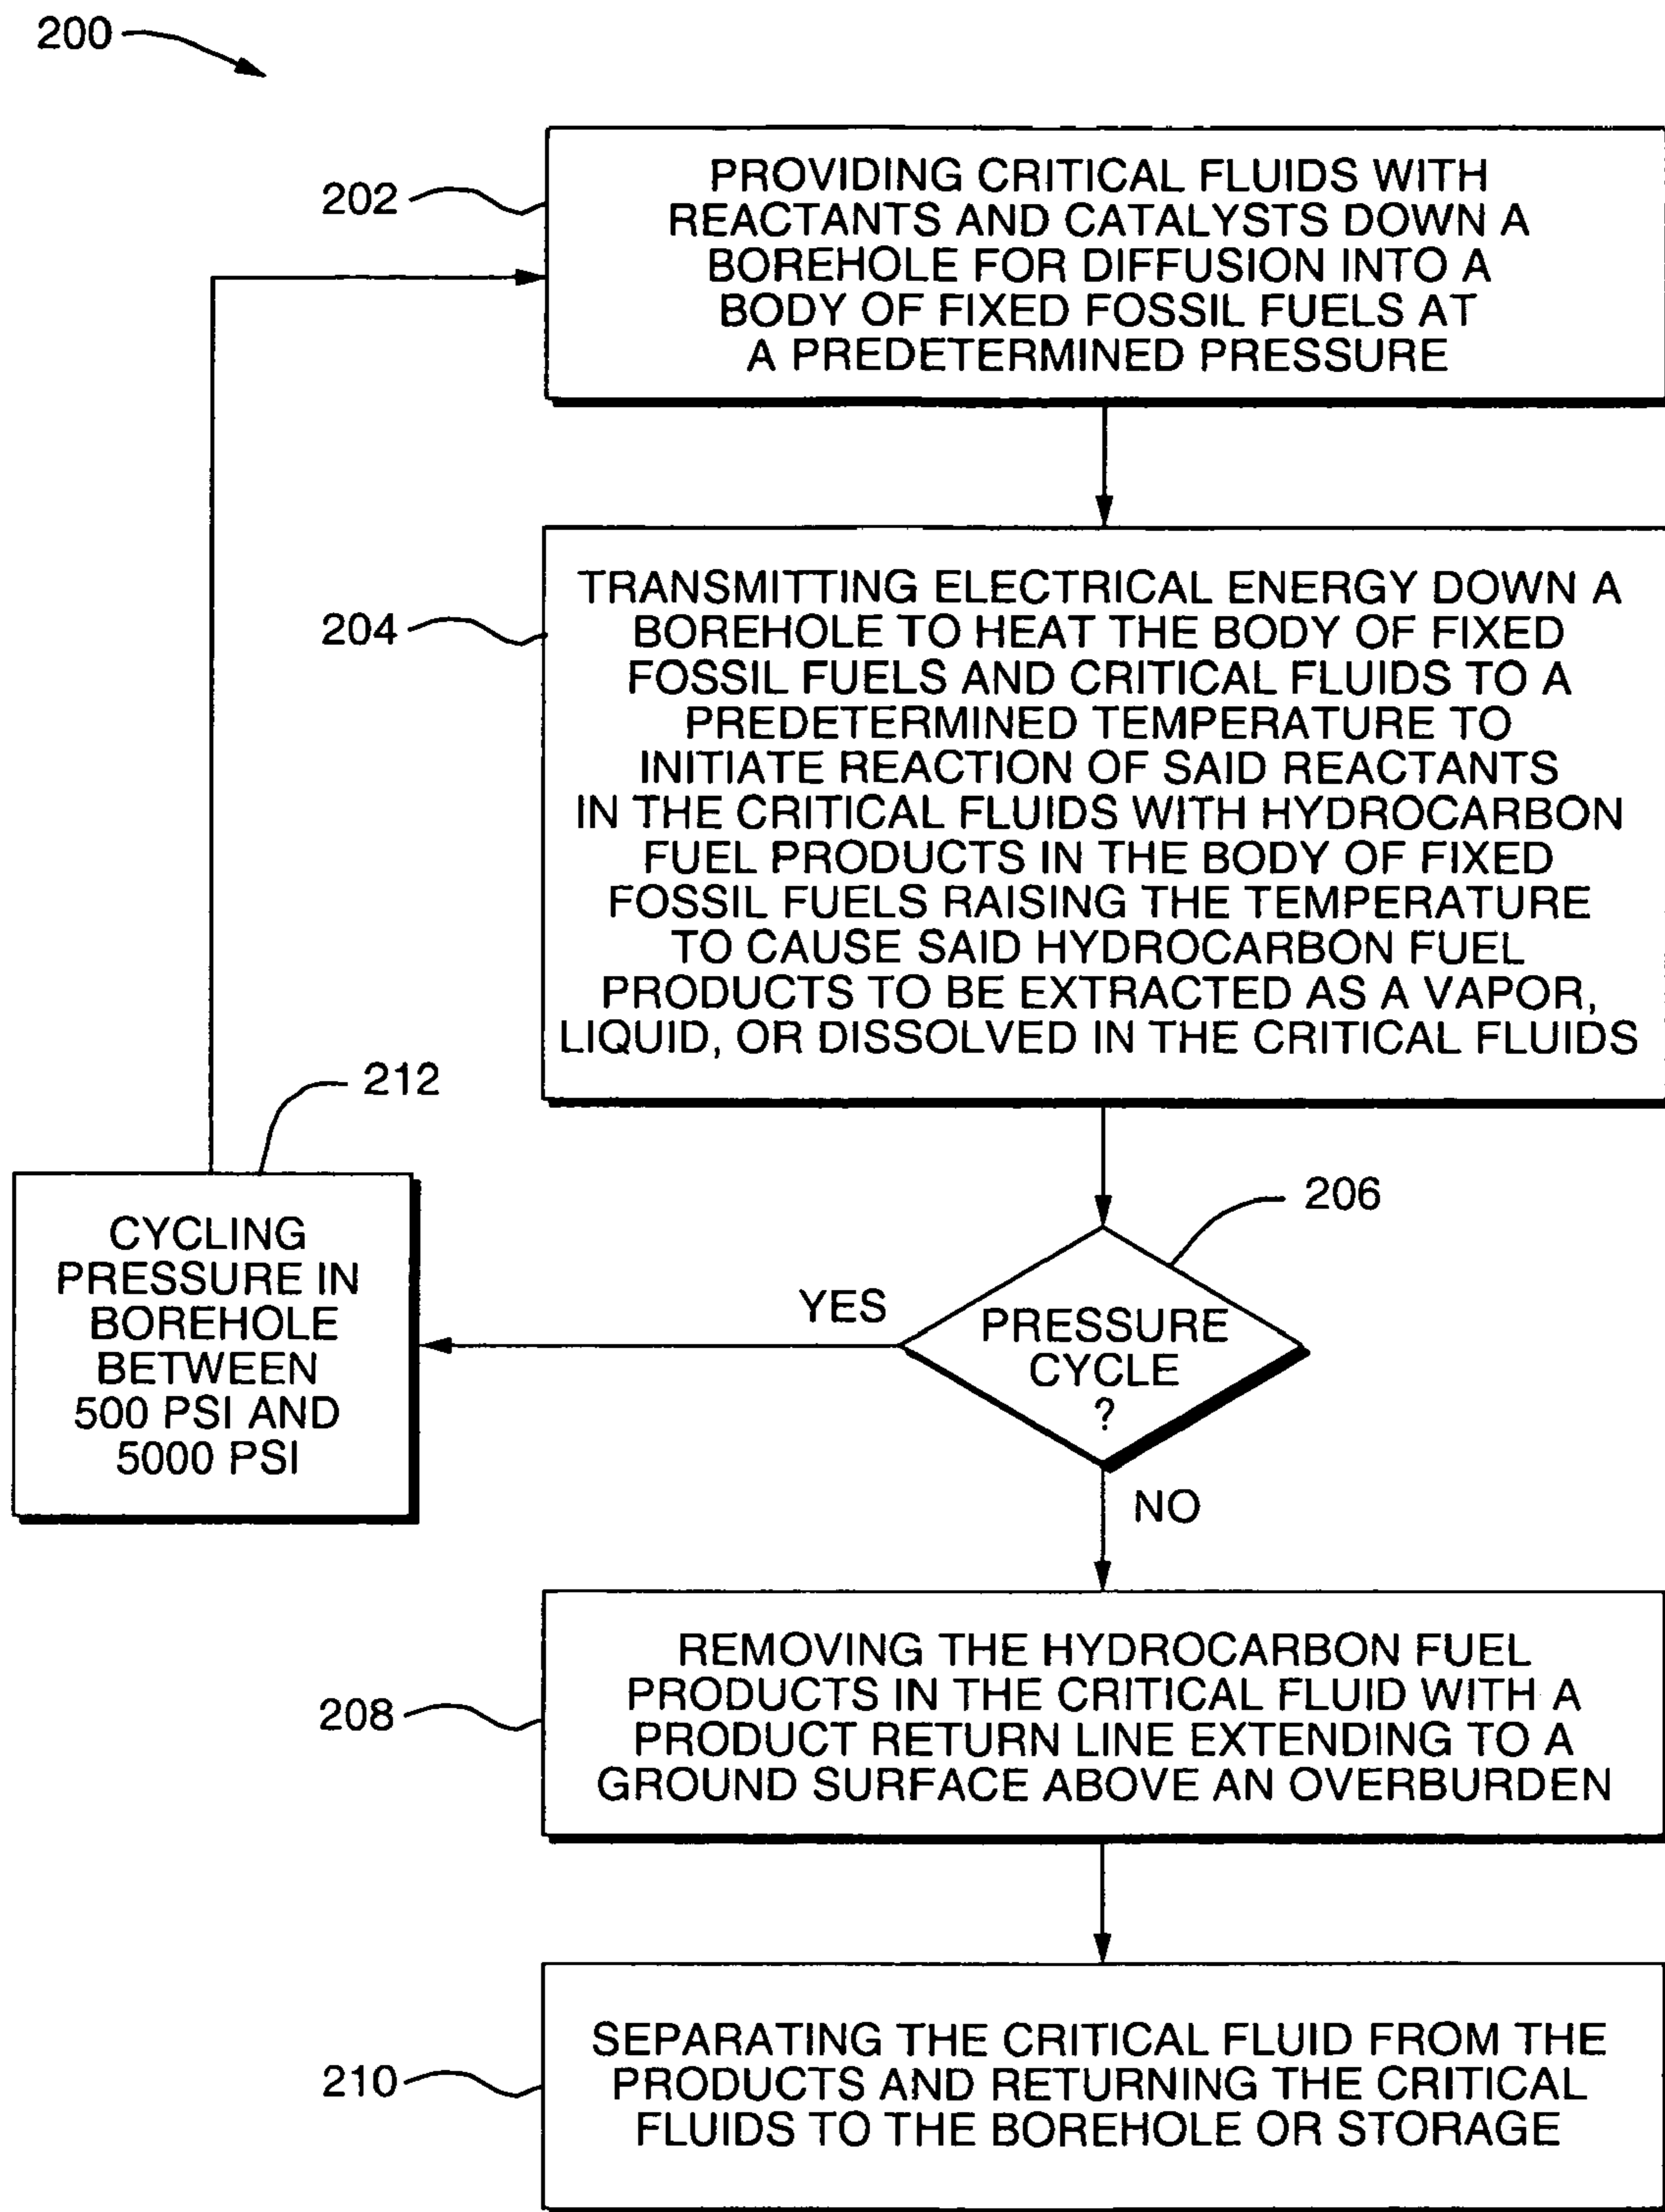 200
202
PROVIDING CRITICAL FLUIDS WITH
REACTANTS AND CATALYSTS DOWN A
BOREHOLE FOR DIFFUSION INTO A
BODY OF FIXED FOSSIL FUELS AT
A PREDETERMINED PRESSURE
204
TRANSMITTING ELECTRICAL ENERGY DOWN A
BOREHOLE TO HEAT THE BODY OF FIXED
FOSSIL FUELS AND CRITICAL FLUIDS TO A
PREDETERMINED TEMPERATURE TO
INITIATE REACTION OF SAID REACTANTS
IN THE CRITICAL FLUIDS WITH HYDROCARBON
FUEL PRODUCTS IN THE BODY OF FIXED
FOSSIL FUELS RAISING THE TEMPERATURE
TO CAUSE SAID HYDROCARBON FUEL
PRODUCTS TO BE EXTRACTED AS A VAPOR,
LIQUID, OR DISSOLVED IN THE CRITICAL FLUIDS
206
PRESSURE
CYCLE
?
YES
212
CYCLING
PRESSURE IN
BOREHOLE
BETWEEN
500 PSI AND
5000 PSI
NO
208
REMOVING THE HYDROCARBON FUEL
PRODUCTS IN THE CRITICAL FLUID WITH A
PRODUCT RETURN LINE EXTENDING TO A
GROUND SURFACE ABOVE AN OVERBURDEN
210
SEPARATING THE CRITICAL FLUID FROM THE
PRODUCTS AND RETURNING THE CRITICAL
FLUIDS TO THE BOREHOLE OR STORAGE